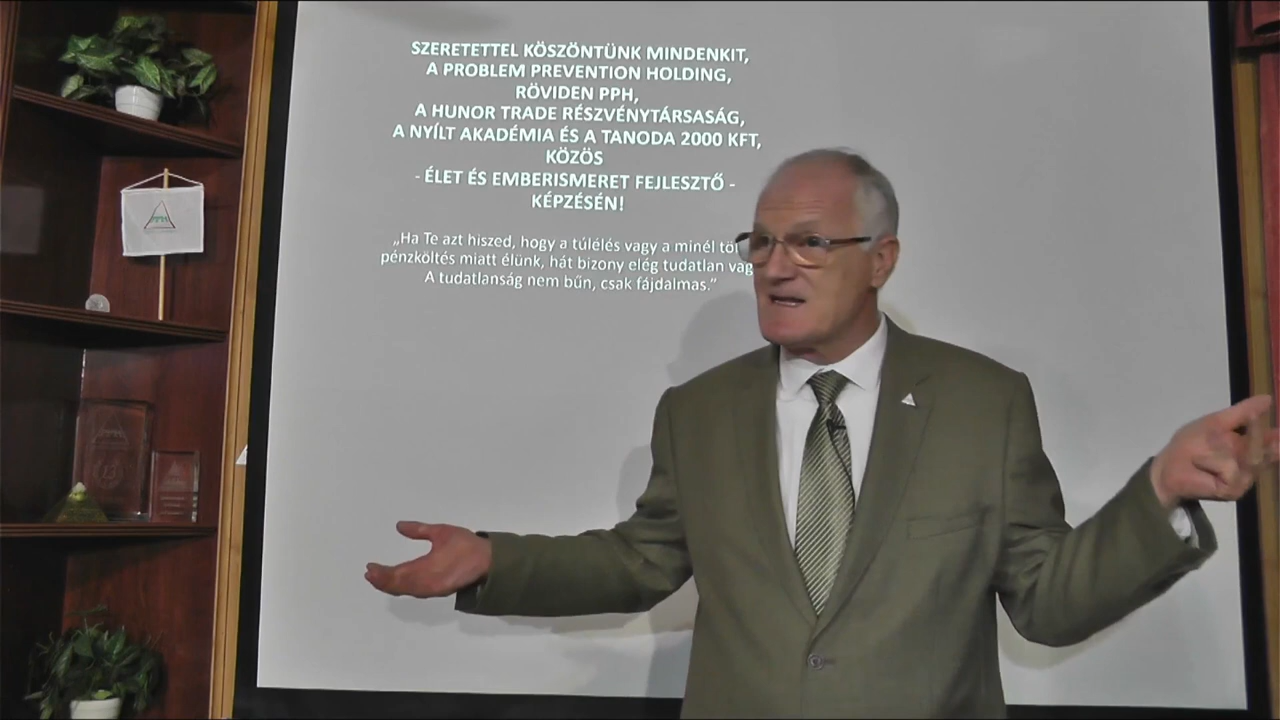 SZERETETTEL KÖSZÖNTÜNK MINDENKIT,
A PROBLEM PREVENTION HOLDING,
RÖVIDEN PPH,
A HUNOR TRADE RÉSZVÉNYTÁRSASÁG,
A NYÍLT AKADÉMIA ÉS A TANODA 2000 KFT,
KÖZÖS
- ÉLET ÉS EMBERISMERET FEJLESZTŐ -
KÉPZÉSÉN!
„Ha Te azt hiszed, hogy a túlélés vagy a minél
pénzköltés miatt élünk, hát bizony elég tudatlan
A tudatlanság nem bűn, csak fájdalmas.”